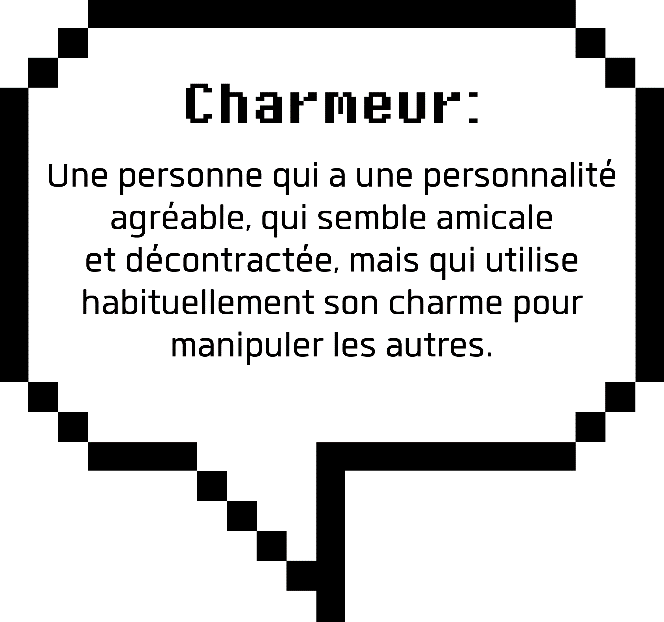 Charmeur:
Une personne qui a une personnalité
agréable, qui semble amicale
et décontractée, mais qui utilise
habituellement son charme pour
manipuler les autres.